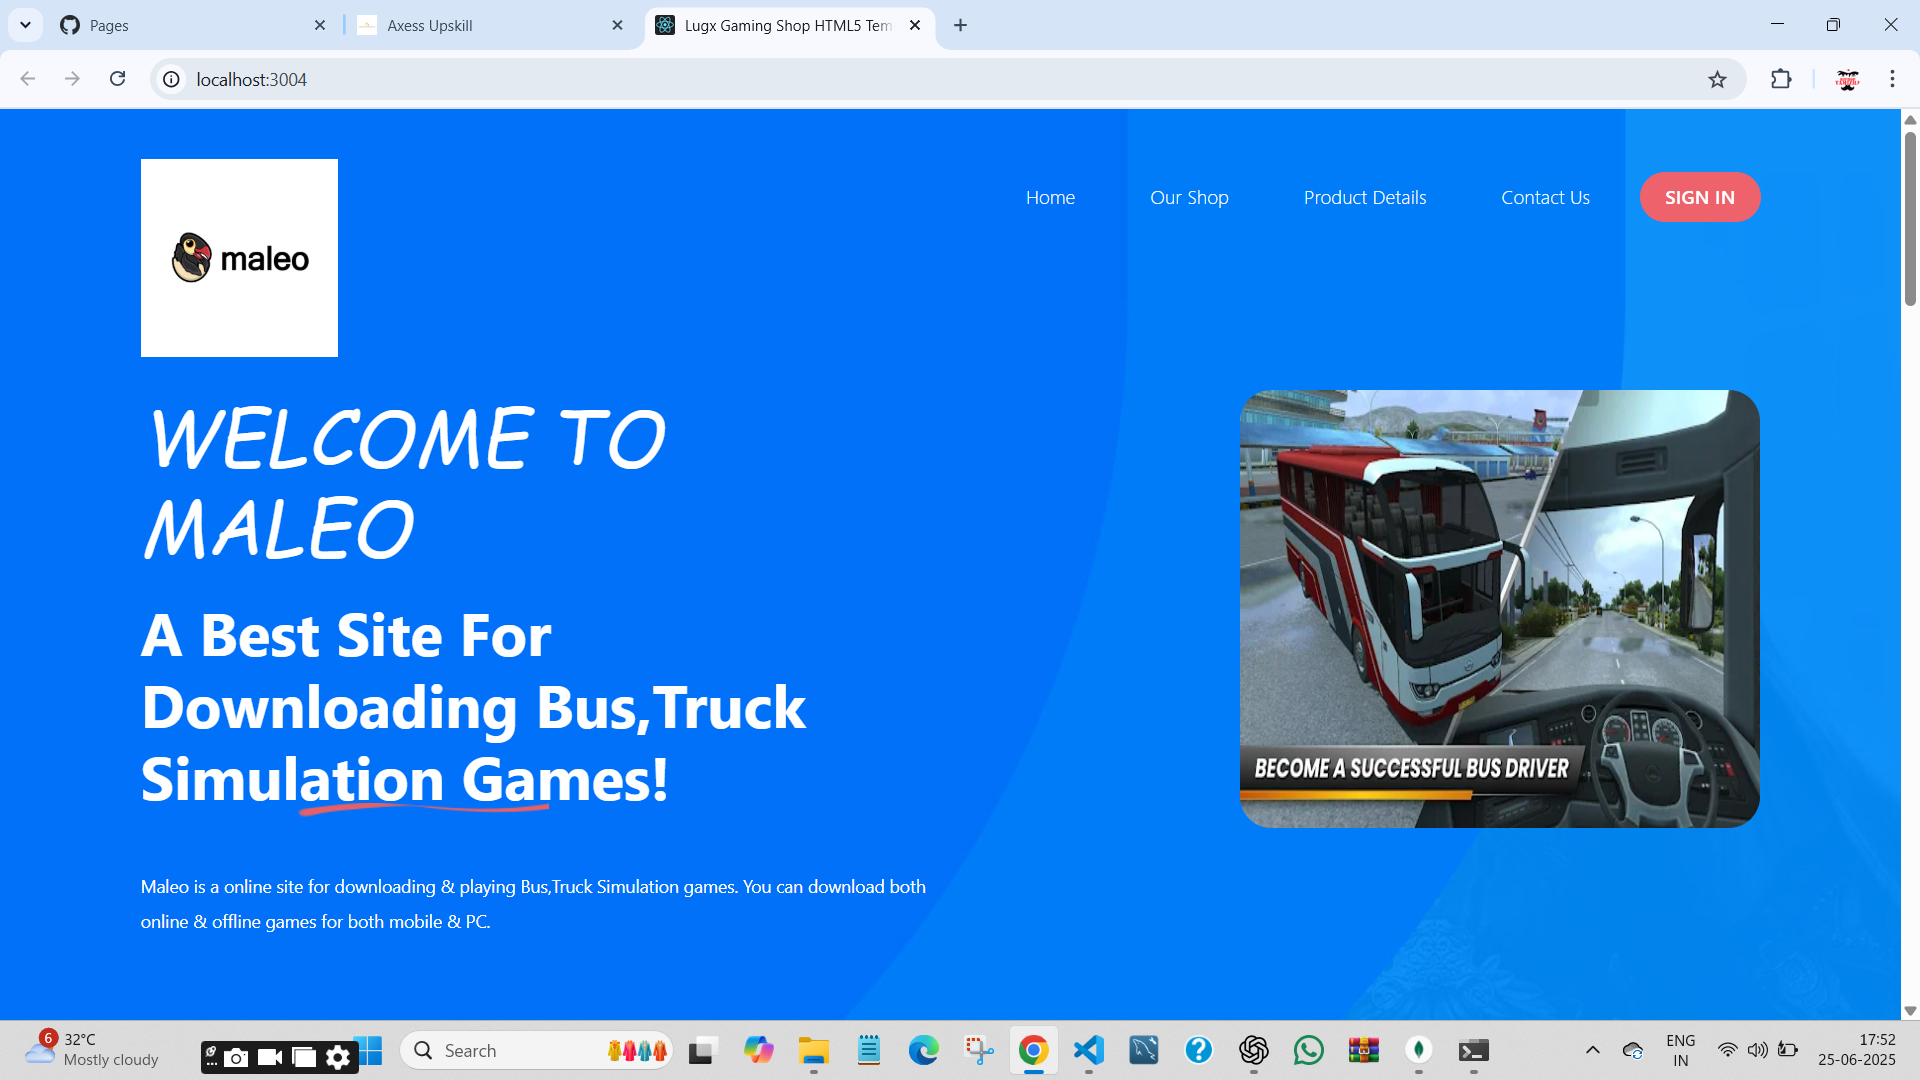 Pages
Axess Upskill
Lugx Gaming Shop HTML5 Tem
localhost:3004
maleo
Home
Our Shop
Product Details
Contact Us
SIGN IN
WELCOME TO
MALEO
A Best Site For
Downloading Bus,Truck
Simulation Games!
BECOME A SUCCESSFUL BUS DRIVER
Maleo is a online site for downloading & playing Bus,Truck Simulation games. You can download both
online & offline games for both mobile & PC.
6
32°C
Mostly cloudy
Search
ENG
IN
17:52
25-06-2025